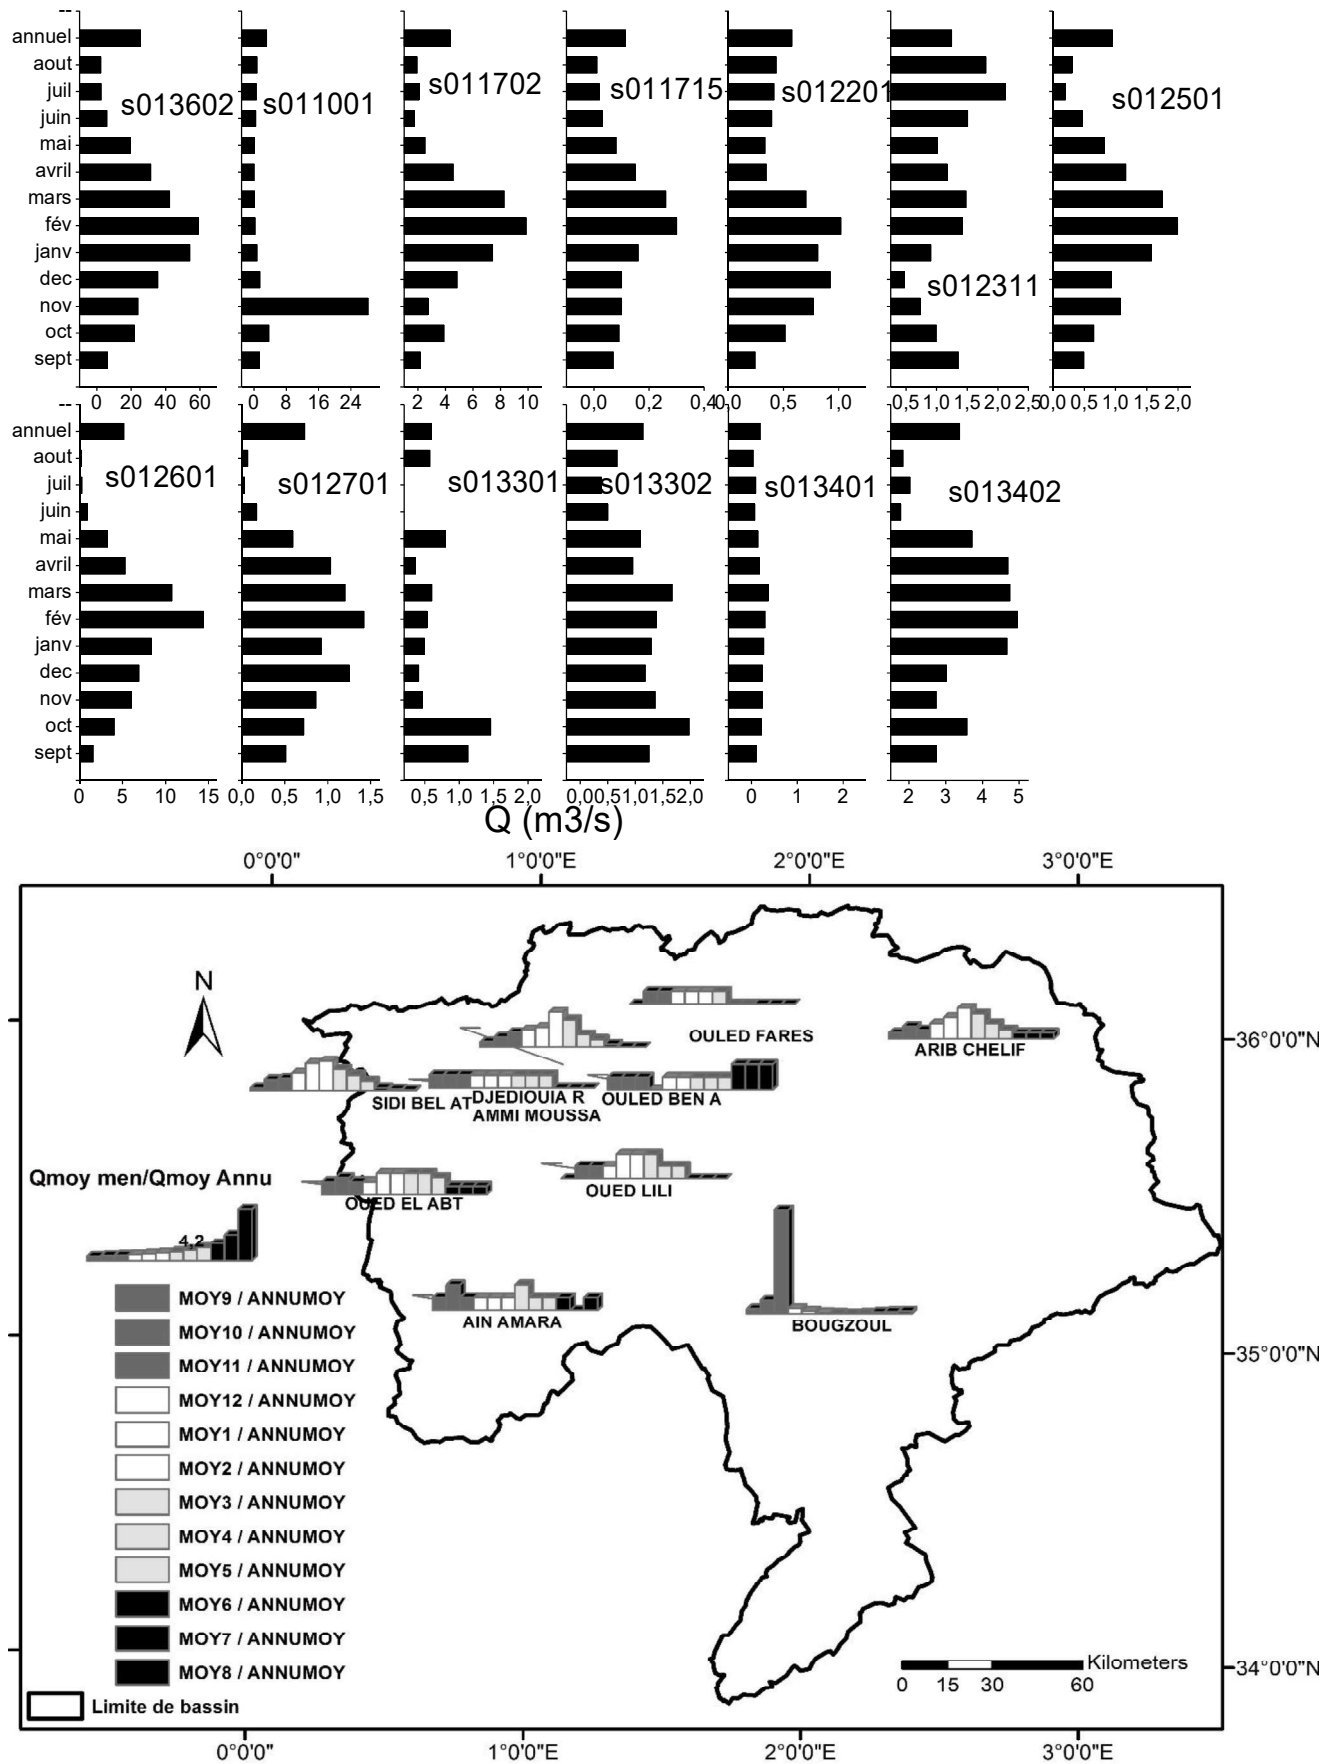 --
annuel
aout
juil
juin
mai
avril
mars
fév
janv
dec
nov
oct
sept
s013602
s011001
s011702
s011715
s012201
s012311
s012501
0 20 60
0 8 16 24
2 4 6 8 10
0,0 0,2 0,4
0,0 0,5 1,0
0,5 1,0 1,5 2,0 2,5
0,0 0,5 1,0 1,5 2,0
--
annuel
aout
juil
juin
mai
avril
mars
fév
janv
dec
nov
oct
sept
s012601
s012701
s013301
s013302
s013401
s013402
0 5 10 15
0,0 0,5 1,0 1,5
0,5 1,0 1,5 2,0
0,0 0,5 1,0 1,5 2,0
0 1 2
2 4 5
Q (m3/s)
0°0'0" 1°0'0"E 2°0'0"E 3°0'0"E
N
OULED FARES
ARIB CHELIF
36°0'0"N
SIDI BEL AT
DJEDIOUIA R
AMMI MOUSSA
OULED BEN A
Qmoy men/Qmoy Annu
OUED EL ABT
OUED LILI
4,2
AIN AMARA
BOUGZOUL
35°0'0"N
MOY9 / ANNUMOY
MOY10 / ANNUMOY
MOY11 / ANNUMOY
MOY12 / ANNUMOY
MOY1 / ANNUMOY
MOY2 / ANNUMOY
MOY3 / ANNUMOY
MOY4 / ANNUMOY
MOY5 / ANNUMOY
MOY6 / ANNUMOY
MOY7 / ANNUMOY
MOY8 / ANNUMOY
Limite de bassin
Kilometers
0 15 30 60
34°0'0"N
0°0'0" 1°0'0"E 2°0'0"E 3°0'0"E